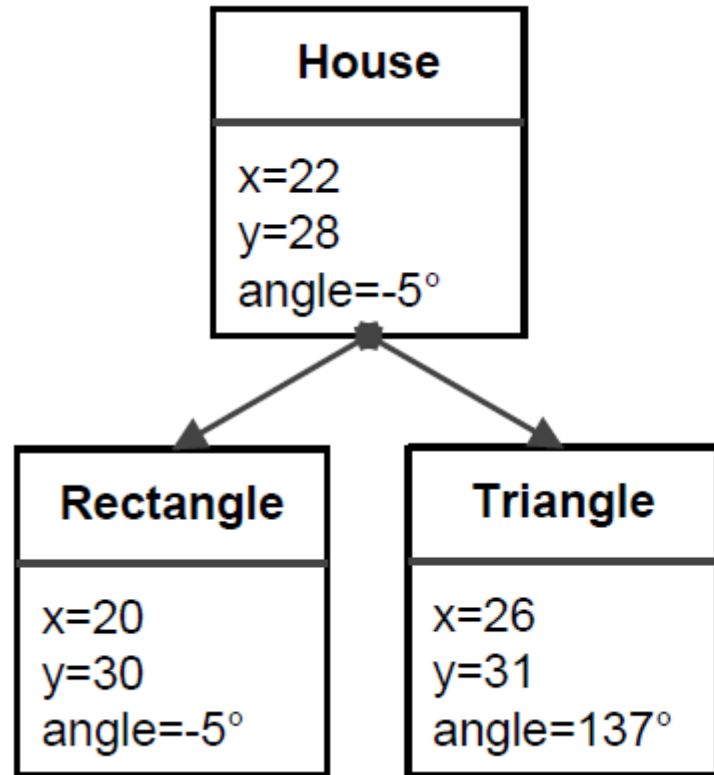 House
x=22
y=28
angle=-5°
Rectangle
x=20
y=30
angle=-5°
Triangle
x=26
y=31
angle=137°